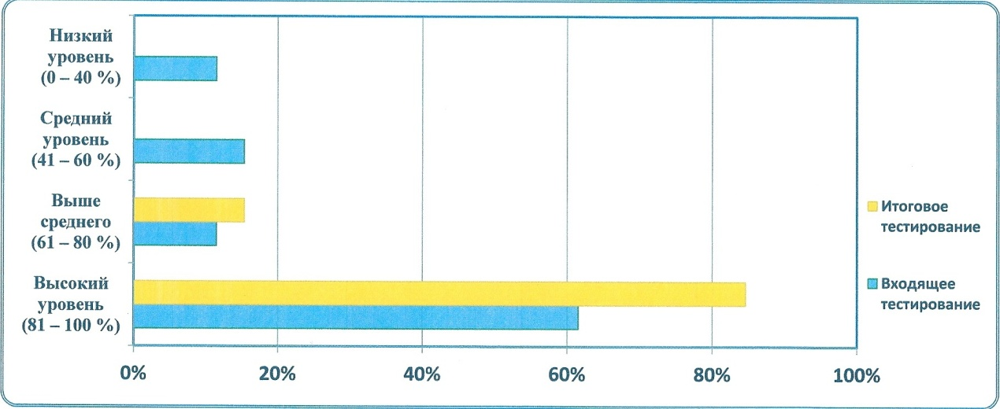 Низкий
уровень
(0 – 40 %)
Средний
уровень
(41 – 60 %)
Выше
среднего
(61 – 80 %)
Высокий
уровень
(81 – 100 %)
0%
20%
40%
60%
80%
100%
Итоговое
тестирование
Входящее
тестирование